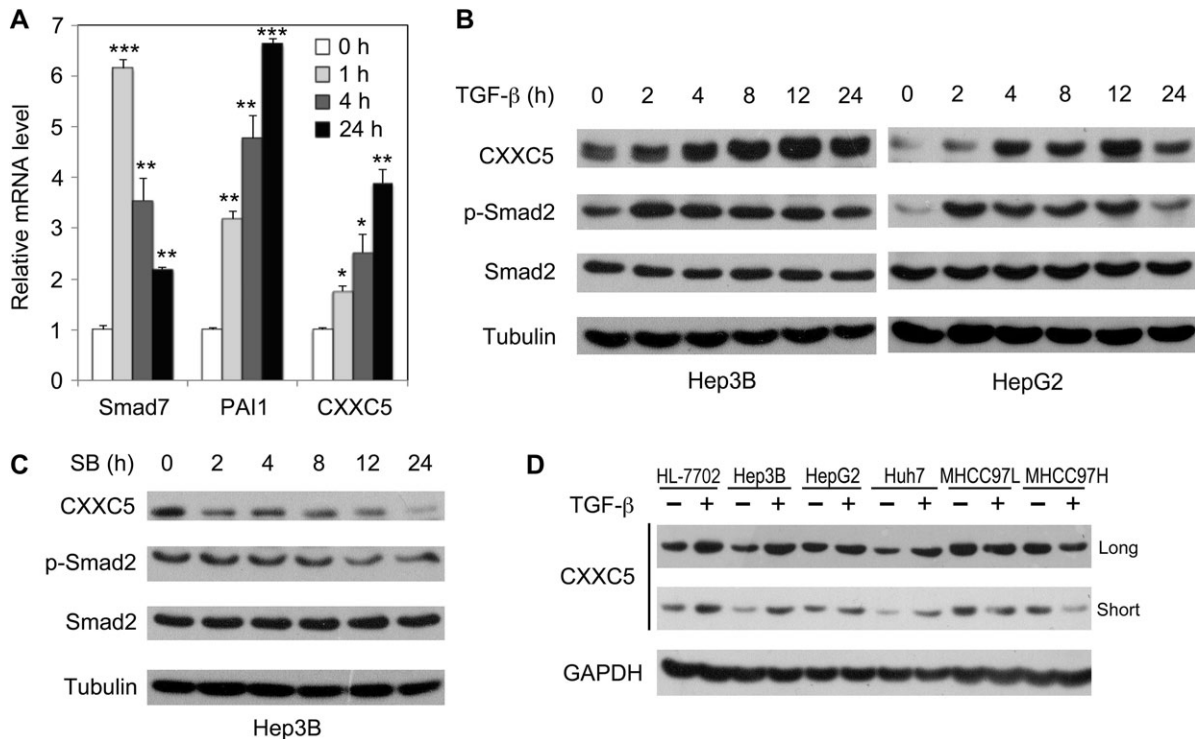 A
7
6
5
4
3
2
1
0
Relative mRNA level
***
**
**
**
**
***
*
*
**
0 h
1 h
4 h
24 h
Smad7 PAI1 CXXC5
B
TGF-β (h) 0 2 4 8 12 24 0 2 4 8 12 24
CXXC5
p-Smad2
Smad2
Tubulin
Hep3B HepG2
C
SB (h) 0 2 4 8 12 24
CXXC5
p-Smad2
Smad2
Tubulin
Hep3B
D
HL-7702 Hep3B HepG2 Huh7 MHCC97L MHCC97H
TGF-β − + − + − + − + − + − +
CXXC5
Long
Short
GAPDH